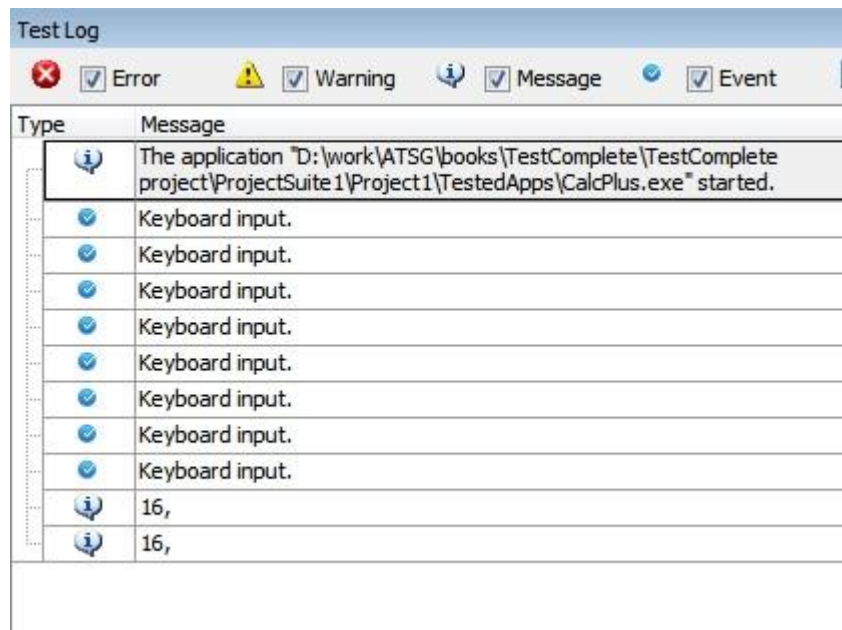 Test Log
Error Warning Message Event
Type Message
The application "D:\work\ATSG\books\TestComplete\TestComplete
project\ProjectSuite1\Project1\TestedApps\CalcPlus.exe" started.
Keyboard input.
Keyboard input.
Keyboard input.
Keyboard input.
Keyboard input.
Keyboard input.
Keyboard input.
Keyboard input.
16,
16,